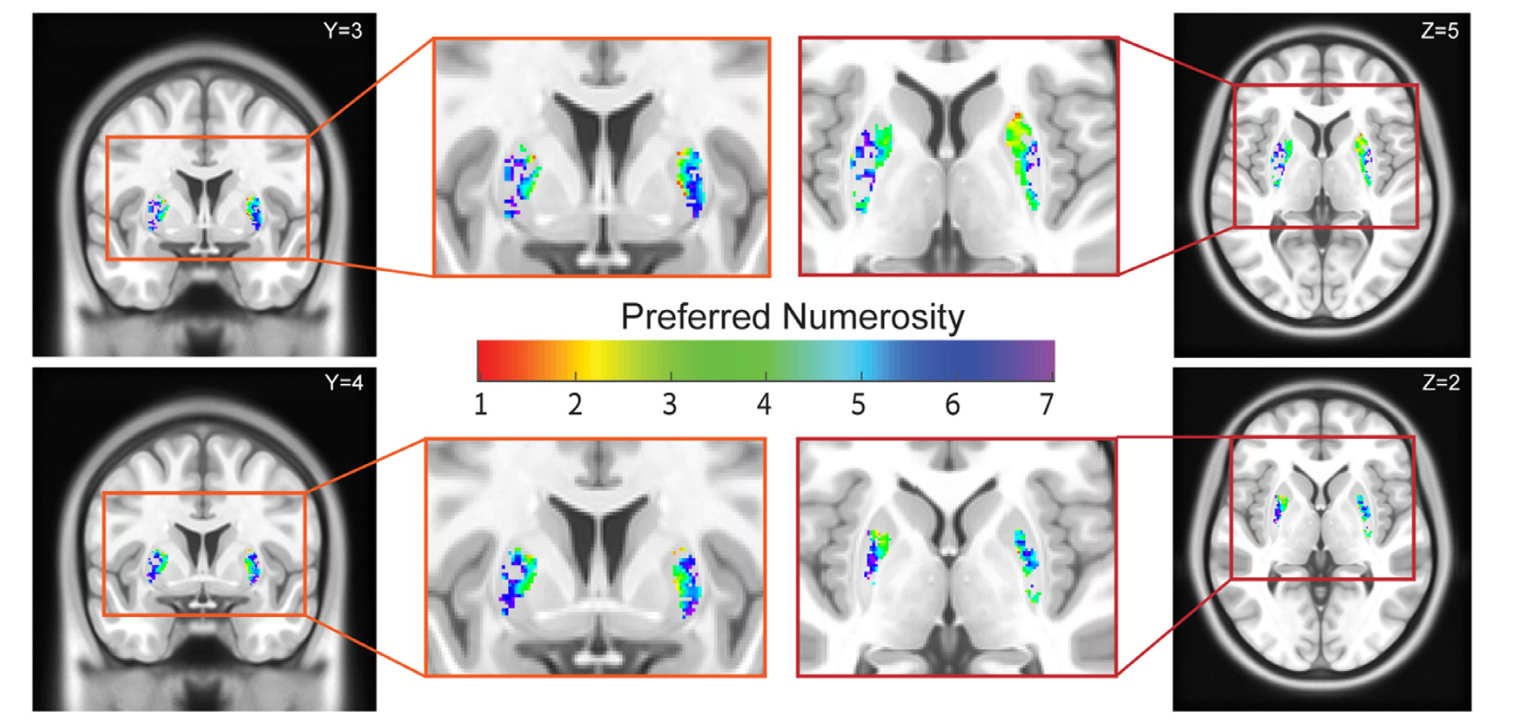 Y=3
Z=5
Preferred Numerosity
1 2 3 4 5 6 7
Y=4
Z=2